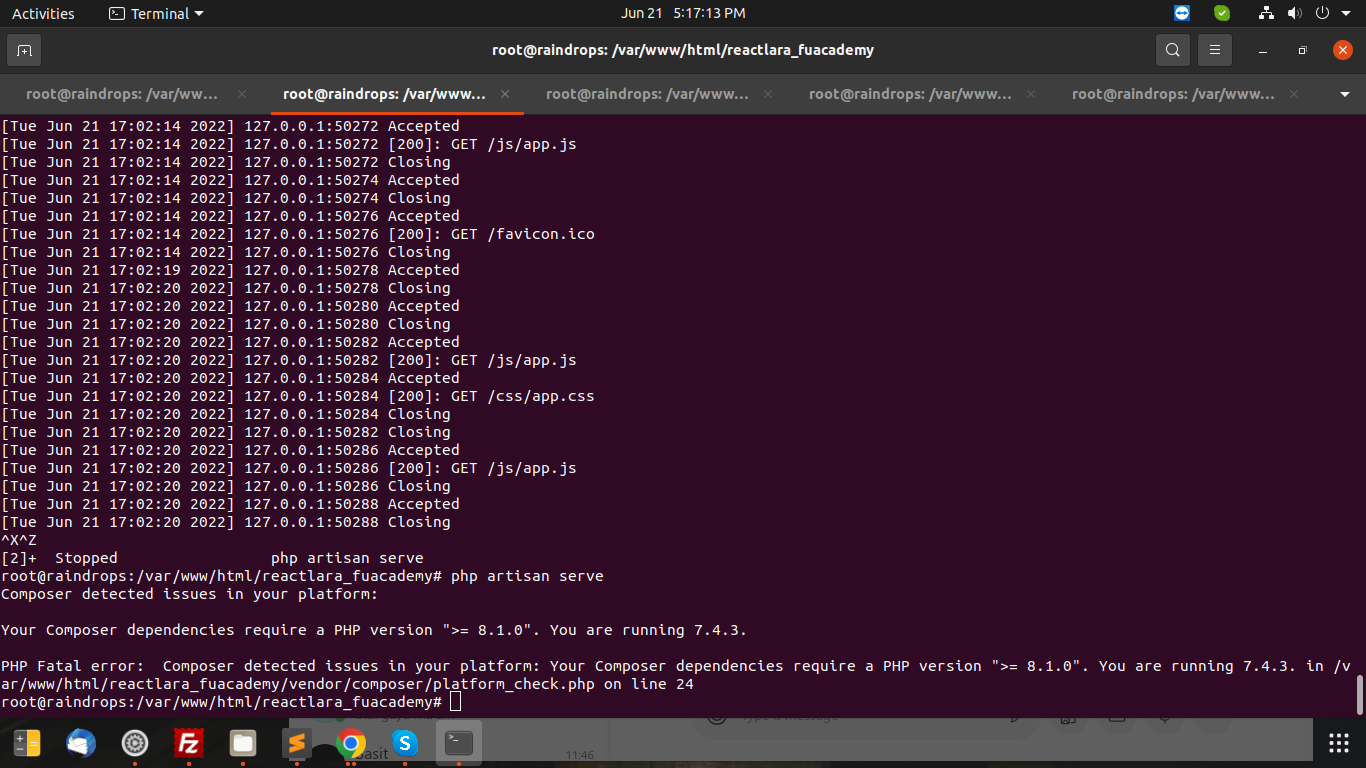 Activities
Terminal
Jun 21 5:17:13 PM
root@raindrops: /var/www/html/reactlara_fuacademy
root@raindrops: /var/ww...
root@raindrops: /var/www...
root@raindrops: /var/www...
root@raindrops: /var/www...
root@raindrops: /var/www...
[Tue Jun 21 17:02:14 2022] 127.0.0.1:50272 Accepted
[Tue Jun 21 17:02:14 2022] 127.0.0.1:50272 [200]: GET /js/app.js
[Tue Jun 21 17:02:14 2022] 127.0.0.1:50272 Closing
[Tue Jun 21 17:02:14 2022] 127.0.0.1:50274 Accepted
[Tue Jun 21 17:02:14 2022] 127.0.0.1:50274 Closing
[Tue Jun 21 17:02:14 2022] 127.0.0.1:50276 Accepted
[Tue Jun 21 17:02:14 2022] 127.0.0.1:50276 [200]: GET /favicon.ico
[Tue Jun 21 17:02:14 2022] 127.0.0.1:50276 Closing
[Tue Jun 21 17:02:19 2022] 127.0.0.1:50278 Accepted
[Tue Jun 21 17:02:20 2022] 127.0.0.1:50278 Closing
[Tue Jun 21 17:02:20 2022] 127.0.0.1:50280 Accepted
[Tue Jun 21 17:02:20 2022] 127.0.0.1:50280 Closing
[Tue Jun 21 17:02:20 2022] 127.0.0.1:50282 Accepted
[Tue Jun 21 17:02:20 2022] 127.0.0.1:50282 [200]: GET /js/app.js
[Tue Jun 21 17:02:20 2022] 127.0.0.1:50284 Accepted
[Tue Jun 21 17:02:20 2022] 127.0.0.1:50284 [200]: GET /css/app.css
[Tue Jun 21 17:02:20 2022] 127.0.0.1:50284 Closing
[Tue Jun 21 17:02:20 2022] 127.0.0.1:50282 Closing
[Tue Jun 21 17:02:20 2022] 127.0.0.1:50286 Accepted
[Tue Jun 21 17:02:20 2022] 127.0.0.1:50286 [200]: GET /js/app.js
[Tue Jun 21 17:02:20 2022] 127.0.0.1:50286 Closing
[Tue Jun 21 17:02:20 2022] 127.0.0.1:50288 Accepted
[Tue Jun 21 17:02:20 2022] 127.0.0.1:50288 Closing
^X^Z
[2]+  Stopped                 php artisan serve
root@raindrops:/var/www/html/reactlara_fuacademy# php artisan serve
Composer detected issues in your platform:
Your Composer dependencies require a PHP version ">= 8.1.0". You are running 7.4.3.
PHP Fatal error:  Composer detected issues in your platform: Your Composer dependencies require a PHP version ">= 8.1.0". You are running 7.4.3. in /v
ar/www/html/reactlara_fuacademy/vendor/composer/platform_check.php on line 24
root@raindrops:/var/www/html/reactlara_fuacademy#
Type a message
Basit
11:46